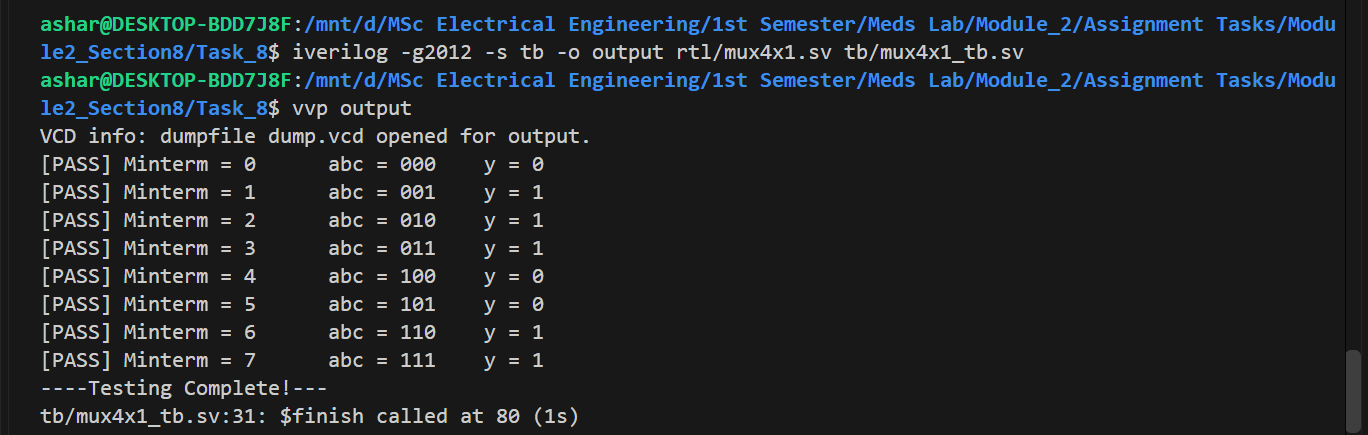 ashar@DESKTOP-BDD7J8F:/mnt/d/MSc Electrical Engineering/1st Semester/Meds Lab/Module_2/Assignment Tasks/Modu
le2_Section8/Task_8$ iverilog -g2012 -s tb -o output rtl/mux4x1.sv tb/mux4x1_tb.sv
ashar@DESKTOP-BDD7J8F:/mnt/d/MSc Electrical Engineering/1st Semester/Meds Lab/Module_2/Assignment Tasks/Modu
le2_Section8/Task_8$ vvp output
VCD info: dumpfile dump.vcd opened for output.
[PASS] Minterm = 0      abc = 000    y = 0
[PASS] Minterm = 1      abc = 001    y = 1
[PASS] Minterm = 2      abc = 010    y = 1
[PASS] Minterm = 3      abc = 011    y = 1
[PASS] Minterm = 4      abc = 100    y = 0
[PASS] Minterm = 5      abc = 101    y = 0
[PASS] Minterm = 6      abc = 110    y = 1
[PASS] Minterm = 7      abc = 111    y = 1
----Testing Complete!---
tb/mux4x1_tb.sv:31: $finish called at 80 (1s)